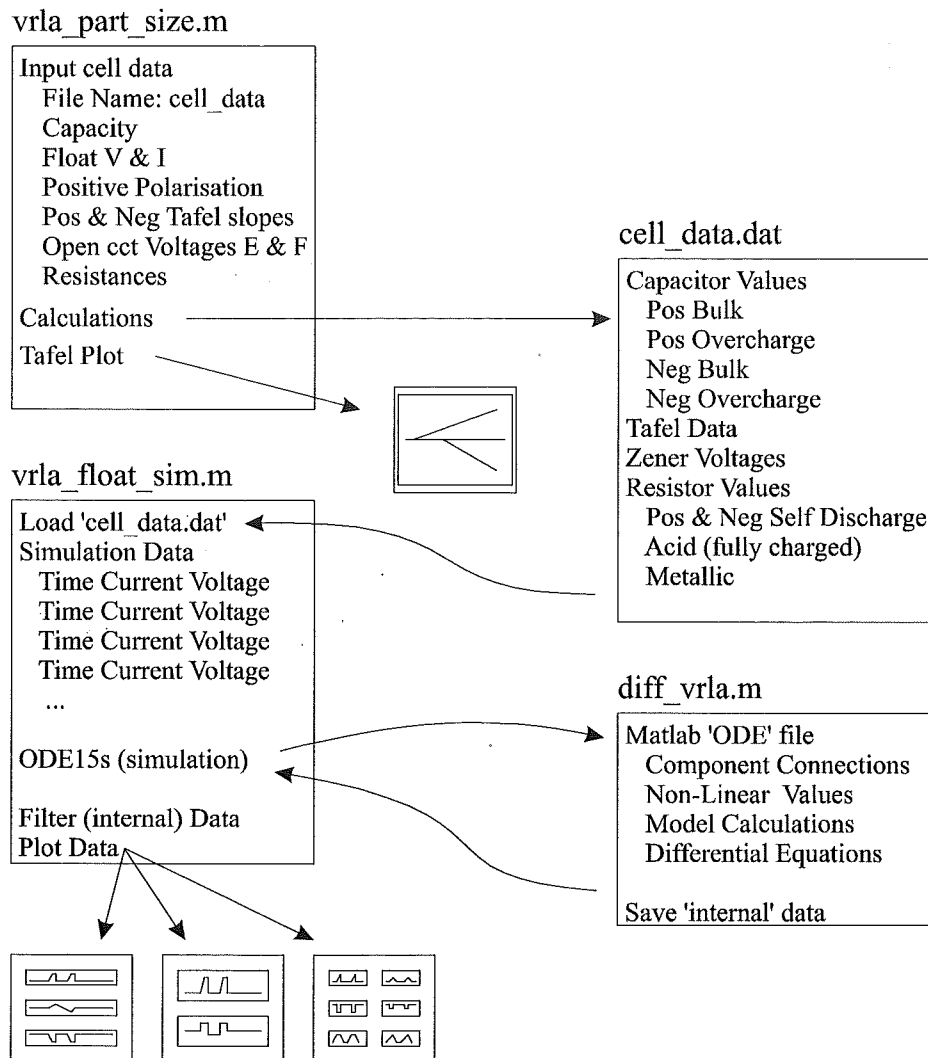 vrla_part_size.m
Input cell data
File Name: cell_data
Capacity
Float V & I
Positive Polarisation
Pos & Neg Tafel slopes
Open cct Voltages E & F
Resistances
Calculations
Tafel Plot
cell_data.dat
Capacitor Values
Pos Bulk
Pos Overcharge
Neg Bulk
Neg Overcharge
Tafel Data
Zener Voltages
Resistor Values
Pos & Neg Self Discharge
Acid (fully charged)
Metallic
vrla_float_sim.m
Load 'cell_data.dat'
Simulation Data
Time Current Voltage
Time Current Voltage
Time Current Voltage
Time Current Voltage
...
ODE15s (simulation)
Filter (internal) Data
Plot Data
diff_vrla.m
Matlab 'ODE' file
Component Connections
Non-Linear Values
Model Calculations
Differential Equations
Save 'internal' data